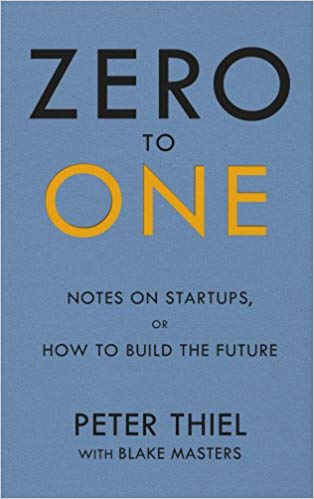 ZERO
TO
ONE
NOTES ON STARTUPS,
OR
HOW TO BUILD THE FUTURE
PETER THIEL
WITH BLAKE MASTERS